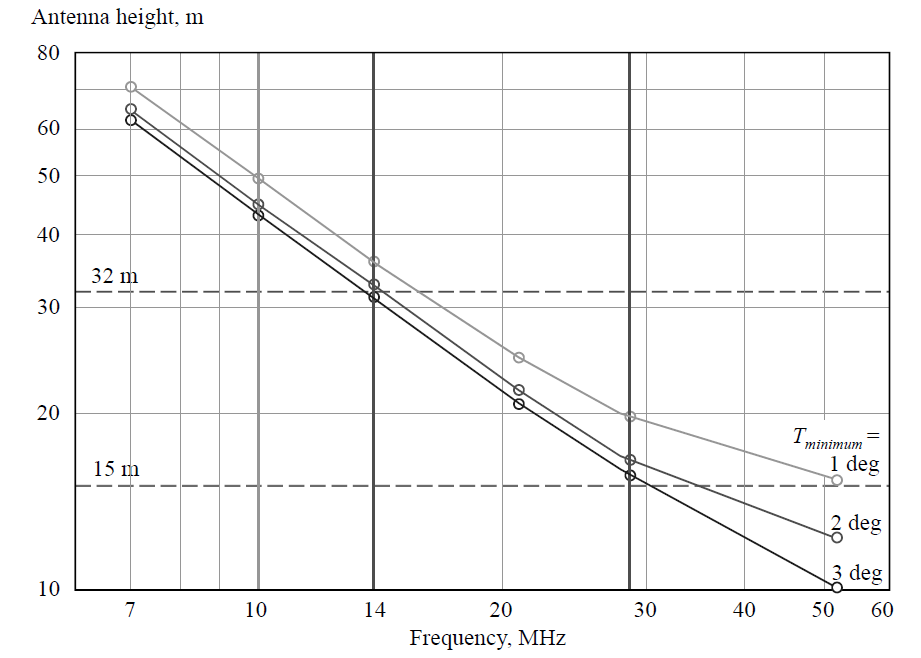 Antenna height, m
80
60
50
40
32 m
30
20
T minimum =
1 deg
15 m
2 deg
3 deg
10
7 10 14 20 30 40 50 60
Frequency, MHz